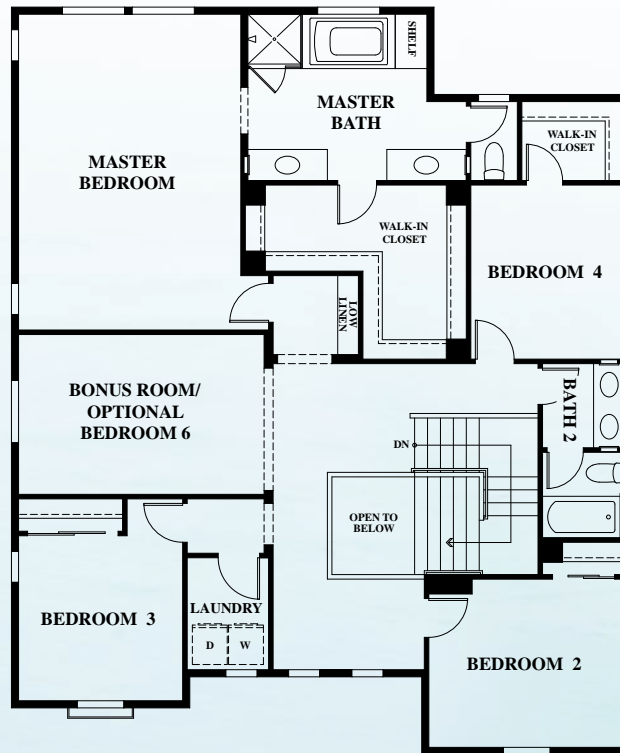 SHELF
MASTER
BATH
WALK-IN
CLOSET
MASTER
BEDROOM
WALK-IN
CLOSET
BEDROOM 4
LOW
LINEN
BONUS ROOM/
OPTIONAL
BEDROOM 6
BATH 2
DN
OPEN TO
BELOW
LAUNDRY
BEDROOM 3
D
W
BEDROOM 2